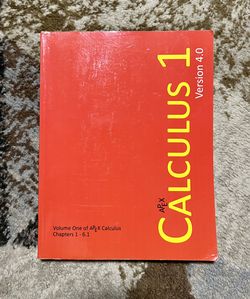 APEX
CALCULUS 1
Version 4.0
Volume One of APEX Calculus
Chapters 1 - 6.1